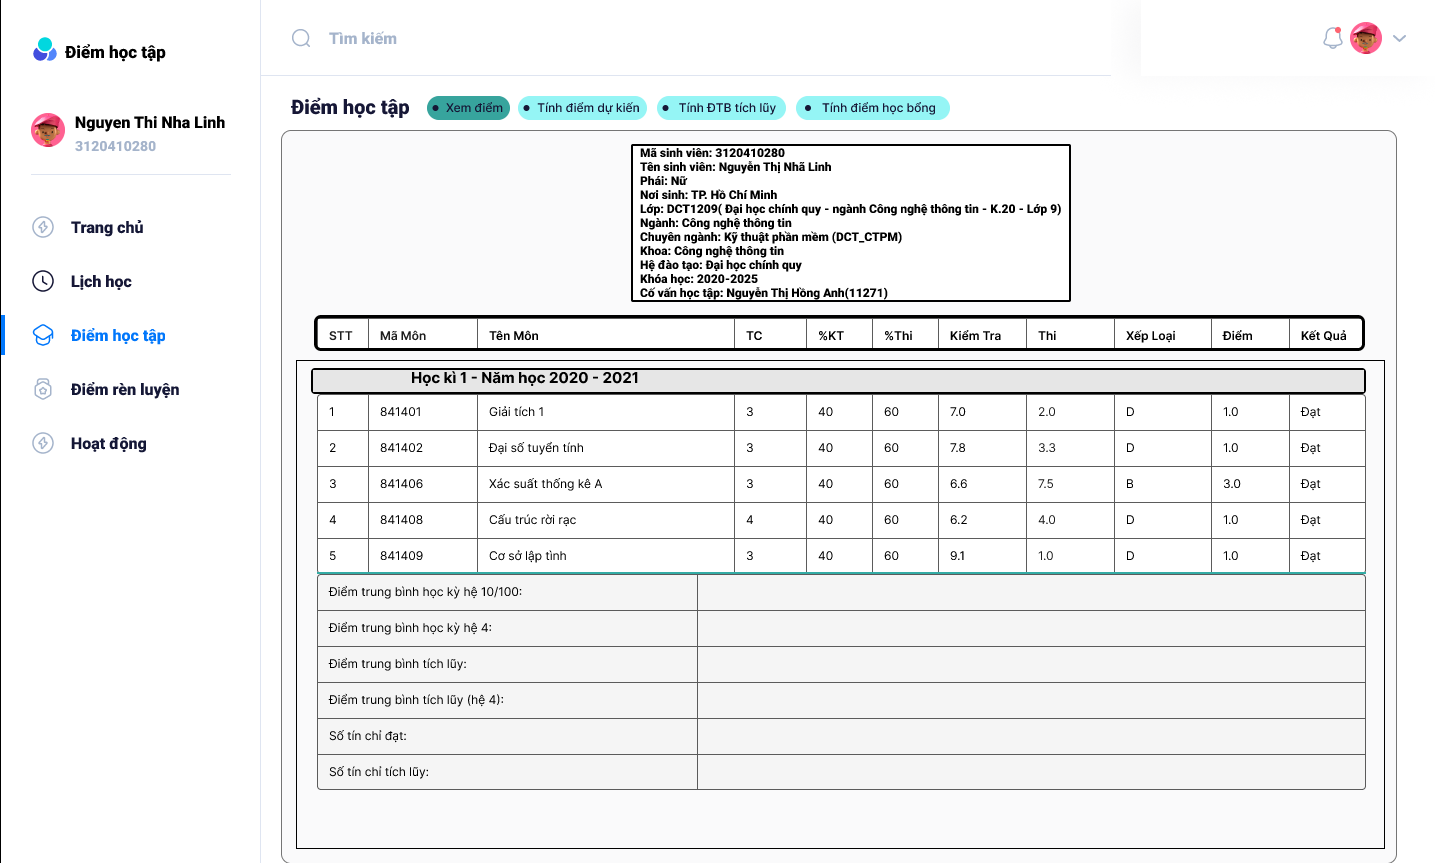 Điểm học tập
Tìm kiếm
Nguyen Thi Nha Linh
3120410280
Trang chủ
Lịch học
Điểm học tập
Điểm rèn luyện
Hoạt động
Điểm học tập
Xem điểm
Tính điểm dự kiến
Tính ĐTB tích lũy
Tính điểm học bổng
Mã sinh viên: 3120410280
Tên sinh viên: Nguyễn Thị Nhã Linh
Phái: Nữ
Nơi sinh: TP. Hồ Chí Minh
Lớp: DCT1209( Đại học chính quy - ngành Công nghệ thông tin - K.20 - Lớp 9)
Ngành: Công nghệ thông tin
Chuyên ngành: Kỹ thuật phần mềm (DCT_CTPM)
Khoa: Công nghệ thông tin
Hệ đào tạo: Đại học chính quy
Khóa học: 2020-2025
Cố vấn học tập: Nguyễn Thị Hồng Anh(11271)
STT Mã Môn Tên Môn TC %KT %Thi Kiểm Tra Thi Xếp Loại Điểm Kết Quả
Học kì 1 - Năm học 2020 - 2021
1 841401 Giải tích 1 3 40 60 7.0 2.0 D 1.0 Đạt
2 841402 Đại số tuyển tính 3 40 60 7.8 3.3 D 1.0 Đạt
3 841406 Xác suất thống kê A 3 40 60 6.6 7.5 B 3.0 Đạt
4 841408 Cấu trúc rời rạc 4 40 60 6.2 4.0 D 1.0 Đạt
5 841409 Cơ sở lập tình 3 40 60 9.1 1.0 D 1.0 Đạt
Điểm trung bình học kỳ hệ 10/100:
Điểm trung bình học kỳ hệ 4:
Điểm trung bình tích lũy:
Điểm trung bình tích lũy (hệ 4):
Số tín chỉ đạt:
Số tín chỉ tích lũy: